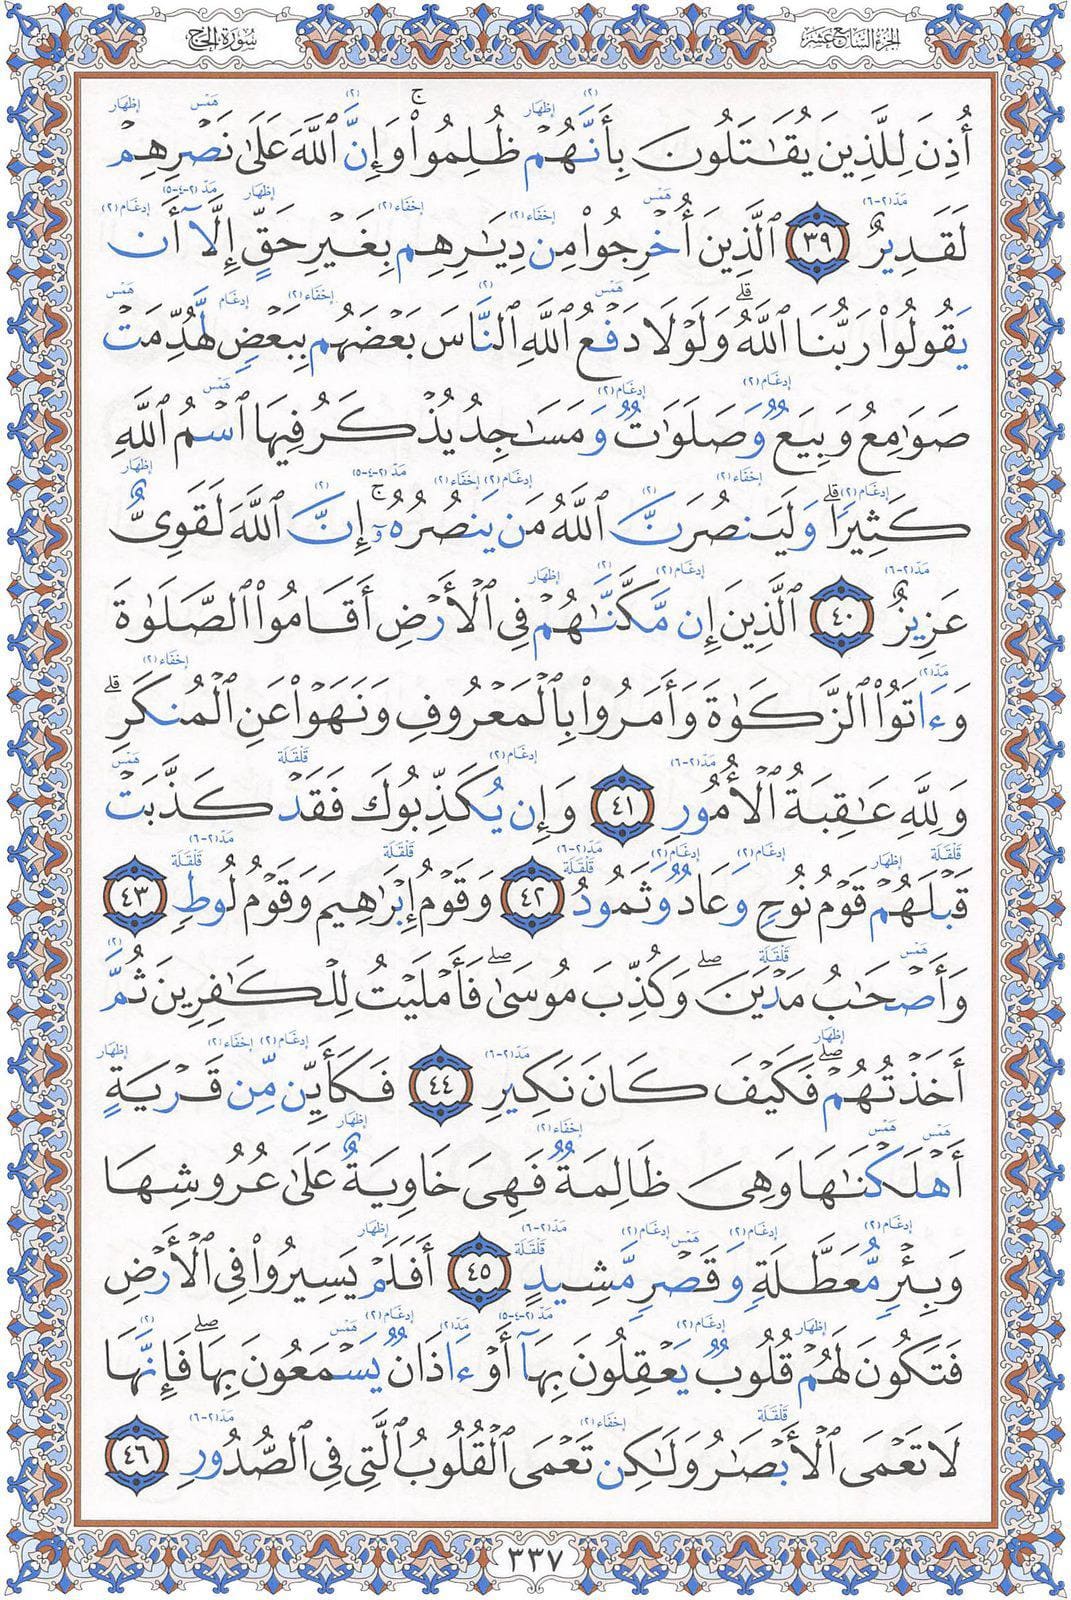 الجزء السابع عشر
سورة الحج
أُذِنَ لِلَّذِينَ يُقَٰتَلُونَ بِأَنَّهُمْ ظُلِمُوا۟ ۚ وَإِنَّ ٱللَّهَ عَلَىٰ نَصْرِهِمْ
لَقَدِيرٌ ٣٩ ٱلَّذِينَ أُخْرِجُوا۟ مِن دِيَٰرِهِم بِغَيْرِ حَقٍّ إِلَّآ أَن
يَقُولُوا۟ رَبُّنَا ٱللَّهُ ۗ وَلَوْلَا دَفْعُ ٱللَّهِ ٱلنَّاسَ بَعْضَهُم بِبَعْضٍ لَّهُدِّمَتْ
صَوَٰمِعُ وَبِيَعٌ وَصَلَوَٰتٌ وَمَسَٰجِدُ يُذْكَرُ فِيهَا ٱسْمُ ٱللَّهِ
كَثِيرًا ۗ وَلَيَنصُرَنَّ ٱللَّهُ مَن يَنصُرُهُۥٓ ۚ إِنَّ ٱللَّهَ لَقَوِىٌّ
عَزِيزٌ ٤٠ ٱلَّذِينَ إِن مَّكَّنَّٰهُمْ فِى ٱلْأَرْضِ أَقَامُوا۟ ٱلصَّلَوٰةَ
وَءَاتَوُا۟ ٱلزَّكَوٰةَ وَأَمَرُوا۟ بِٱلْمَعْرُوفِ وَنَهَوْا۟ عَنِ ٱلْمُنكَرِ ۗ
وَلِلَّهِ عَٰقِبَةُ ٱلْأُمُورِ ٤١ وَإِن يُكَذِّبُوكَ فَقَدْ كَذَّبَتْ
قَبْلَهُمْ قَوْمُ نُوحٍ وَعَادٌ وَثَمُودُ ٤٢ وَقَوْمُ إِبْرَٰهِيمَ وَقَوْمُ لُوطٍ ٤٣
وَأَصْحَٰبُ مَدْيَنَ ۖ وَكُذِّبَ مُوسَىٰ ۖ فَأَمْلَيْتُ لِلْكَٰفِرِينَ ثُمَّ
أَخَذْتُهُمْ ۖ فَكَيْفَ كَانَ نَكِيرِ ٤٤ فَكَأَيِّن مِّن قَرْيَةٍ
أَهْلَكْنَٰهَا وَهِىَ ظَالِمَةٌ فَهِىَ خَاوِيَةٌ عَلَىٰ عُرُوشِهَا
وَبِئْرٍ مُّعَطَّلَةٍ وَقَصْرٍ مَّشِيدٍ ٤٥ أَفَلَمْ يَسِيرُوا۟ فِى ٱلْأَرْضِ
فَتَكُونَ لَهُمْ قُلُوبٌ يَعْقِلُونَ بِهَآ أَوْ ءَاذَانٌ يَسْمَعُونَ بِهَا ۖ فَإِنَّهَا
لَا تَعْمَى ٱلْأَبْصَٰرُ وَلَٰكِن تَعْمَى ٱلْقُلُوبُ ٱلَّتِى فِى ٱلصُّدُورِ ٤٦
٣٣٧